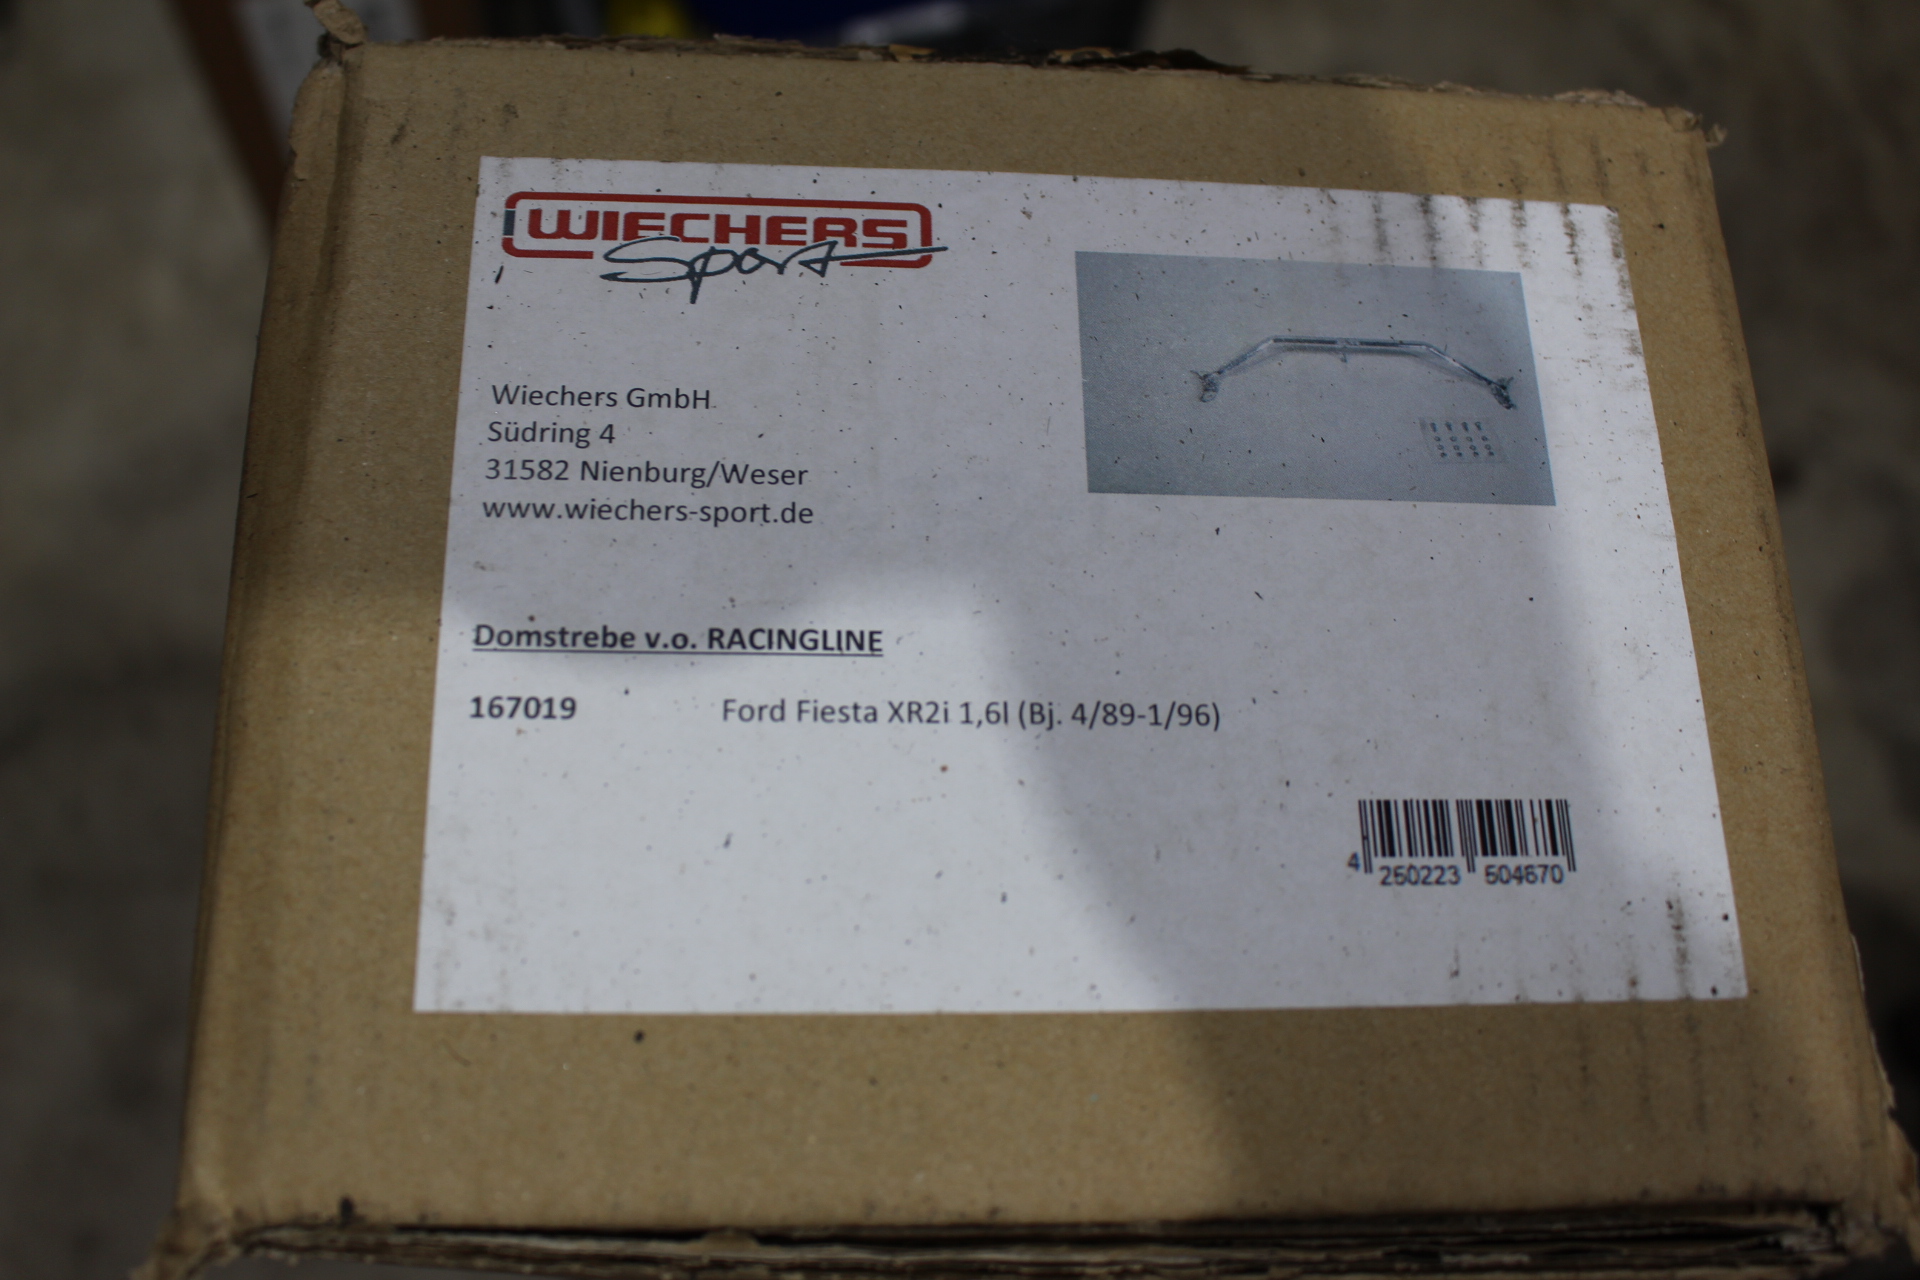 WIECHERS
Sport
Wiechers GmbH
Südring 4
31582 Nienburg/Weser
www.wiechers-sport.de
Domstrebe v.o. RACINGLINE
167019 Ford Fiesta XR2i 1,6l (Bj. 4/89-1/96)
4 250223 504670